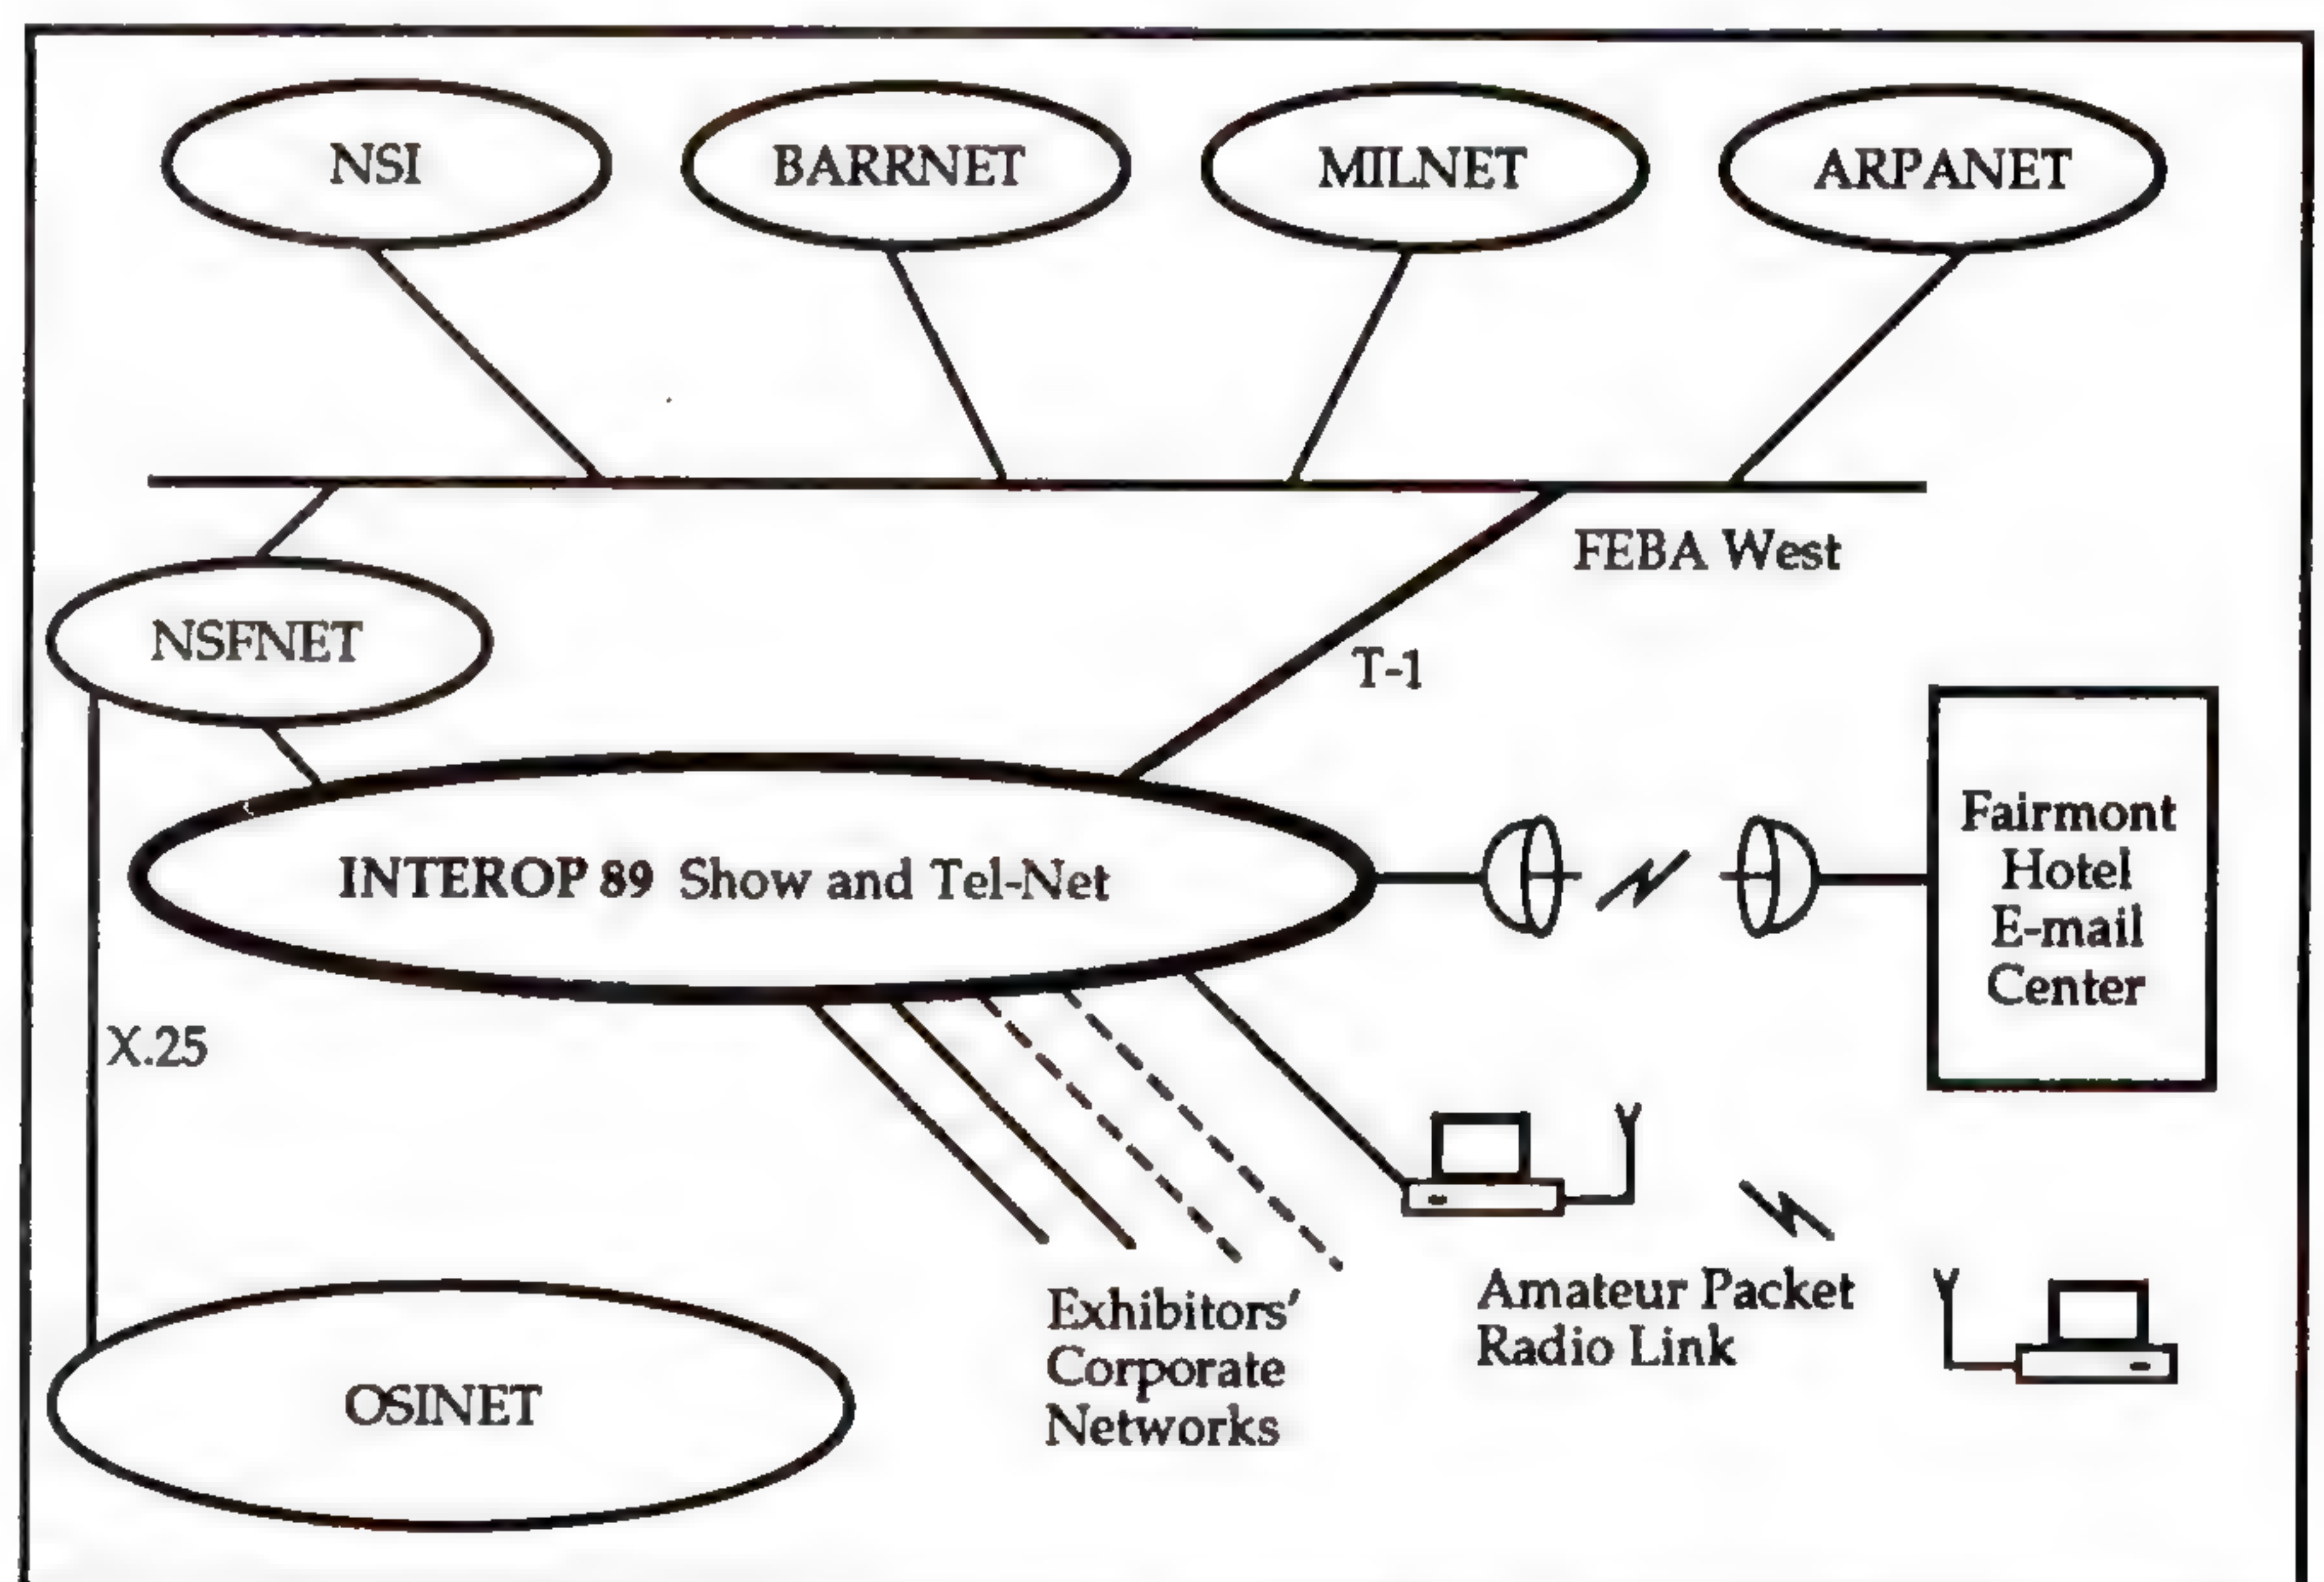 NSI
BARRNET
MILNET
ARPANET
FEBA West
NSFNET
T-1
Fairmont
Hotel
E-mail
Center
INTEROP 89 Show and Tel-Net
X.25
Exhibitors'
Corporate
Networks
Amateur Packet
Radio Link
OSINET